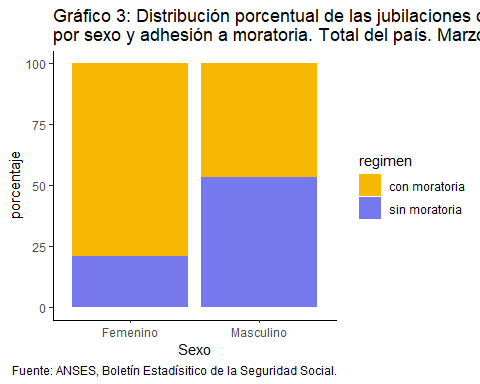 Gráfico 3: Distribución porcentual de las jubilaciones
por sexo y adhesión a moratoria. Total del país. Marzo
100
75
50
25
0
porcentaje
Femenino
Masculino
Sexo
regimen
con moratoria
sin moratoria
Fuente: ANSES, Boletín Estadísitico de la Seguridad Social.